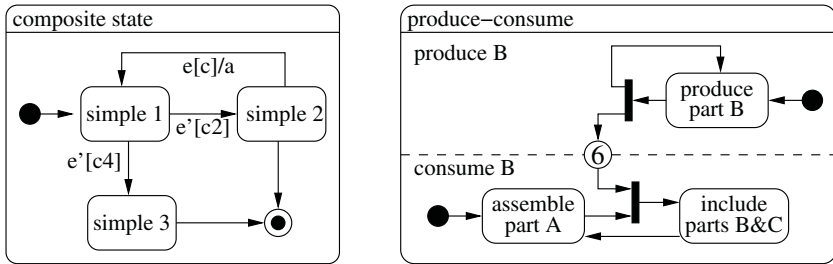 composite state
e[c]/a
simple 1
simple 2
e'[c2]
e'[c4]
simple 3
produce−consume
produce B
produce
part B
6
consume B
assemble
part A
include
parts B&C